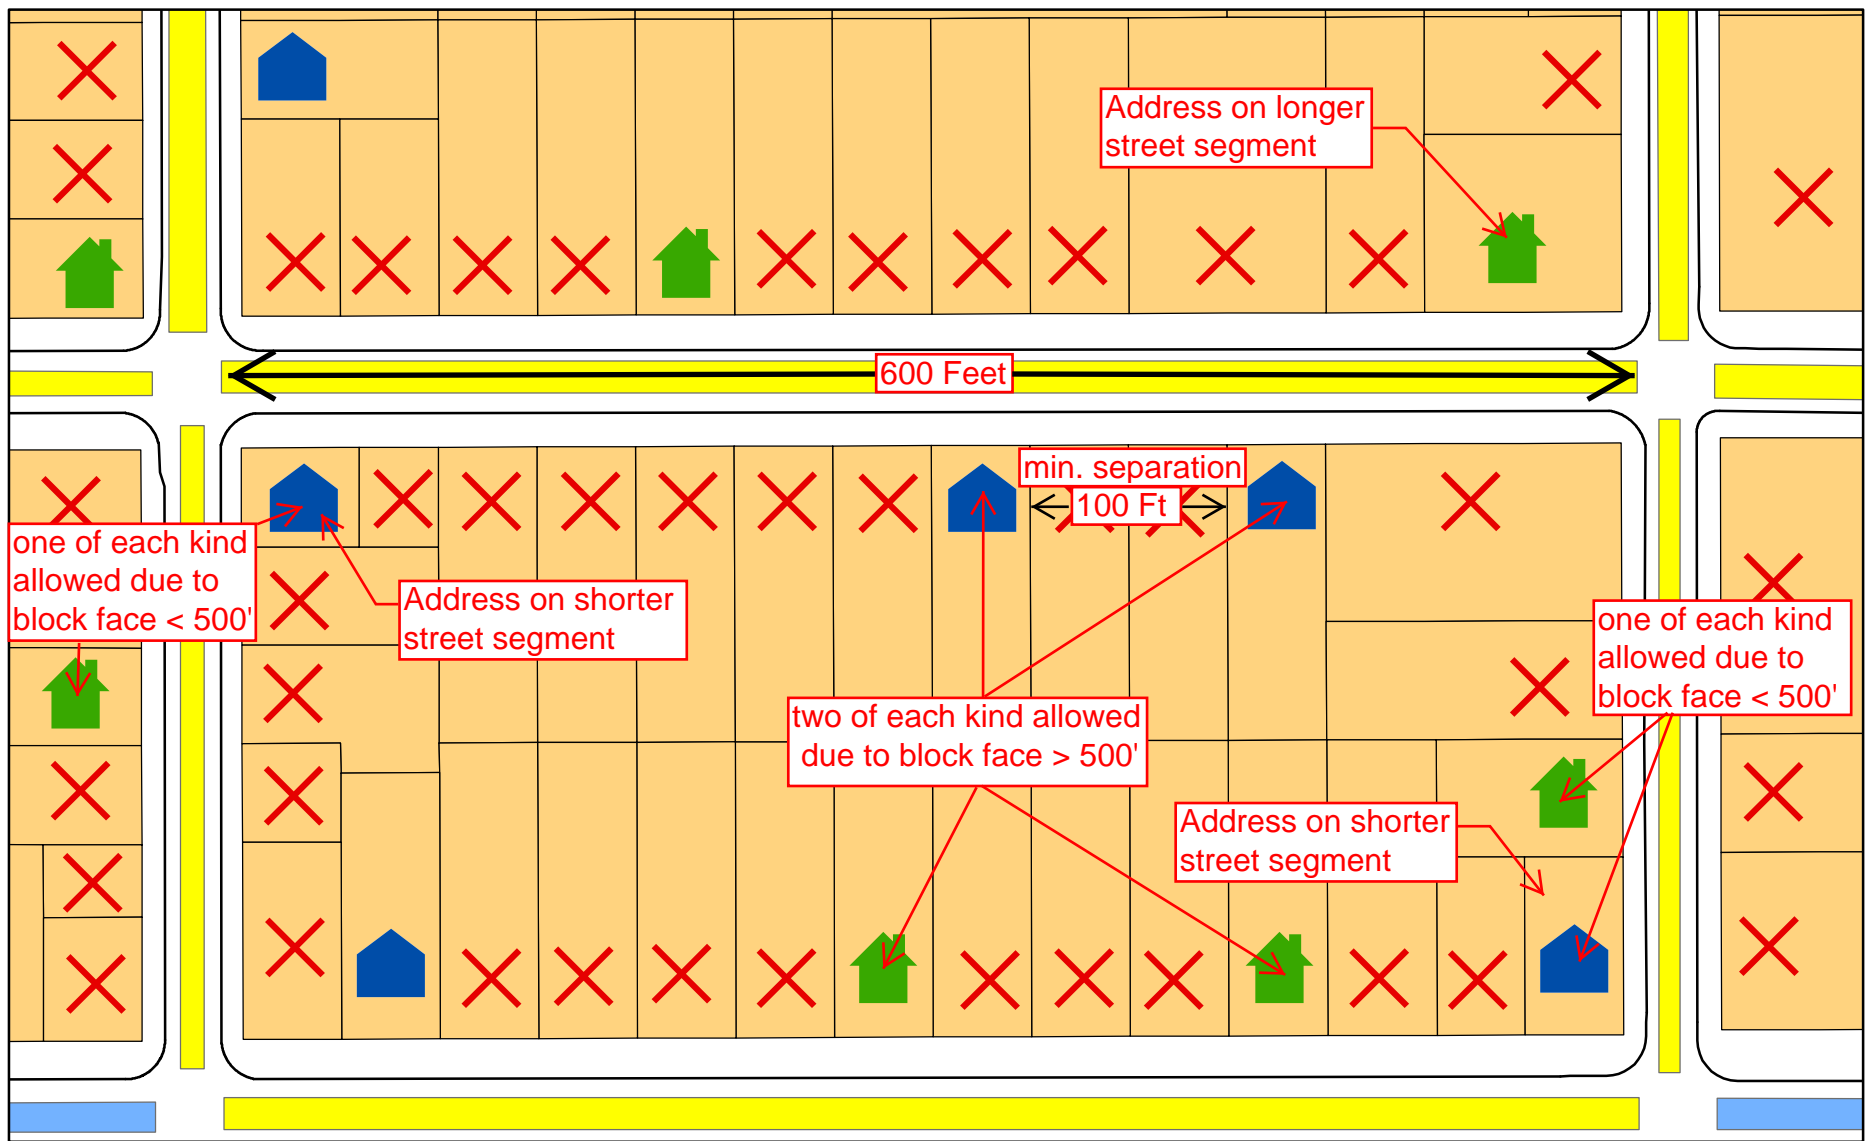 Address on longer
street segment
600 Feet
min. separation
100 Ft
one of each kind
allowed due to
block face < 500'
Address on shorter
street segment
one of each kind
allowed due to
block face < 500'
two of each kind allowed
due to block face > 500'
Address on shorter
street segment